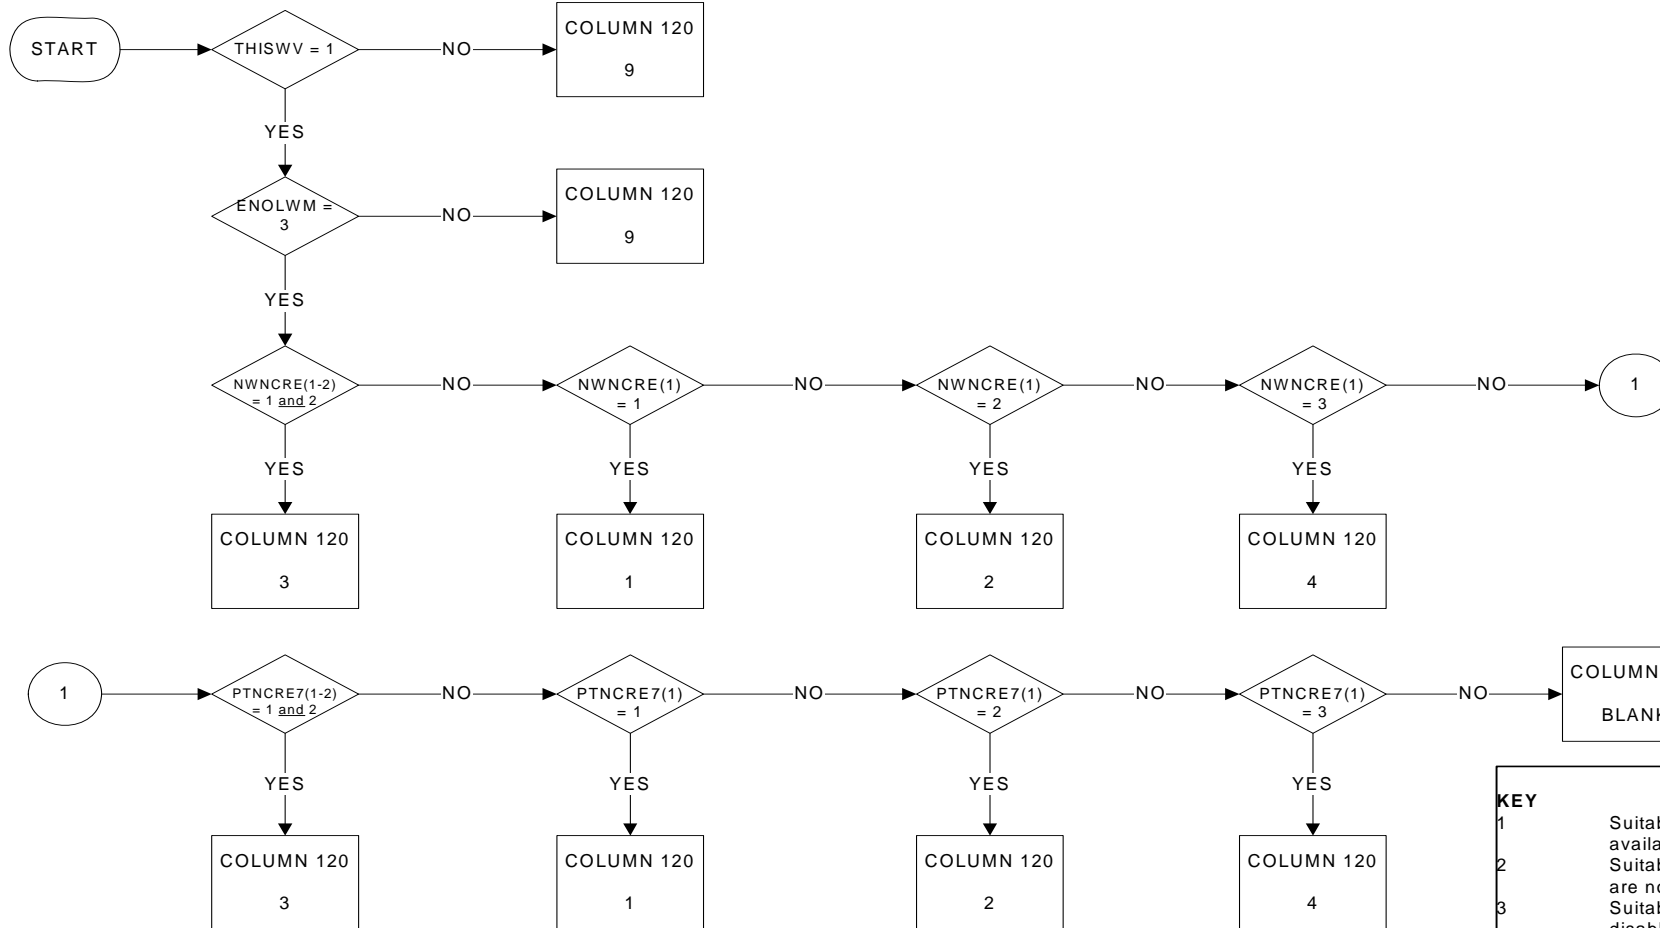 START
THISWV = 1
NO
COLUMN 120
9
YES
ENOLWM =
3
NO
COLUMN 120
9
YES
NWNCRE(1-2)
= 1 and 2
NO
NWNCRE(1)
= 1
NO
NWNCRE(1)
= 2
NO
NWNCRE(1)
= 3
NO
1
YES
YES
YES
YES
COLUMN 120
3
COLUMN 120
1
COLUMN 120
2
COLUMN 120
4
1
PTNCRE7(1-2)
= 1 and 2
NO
PTNCRE7(1)
= 1
NO
PTNCRE7(1)
= 2
NO
PTNCRE7(1)
= 3
NO
COLUMN
YES
YES
YES
YES
COLUMN 120
3
COLUMN 120
1
COLUMN 120
2
COLUMN 120
4
KEY
1
2
are
3